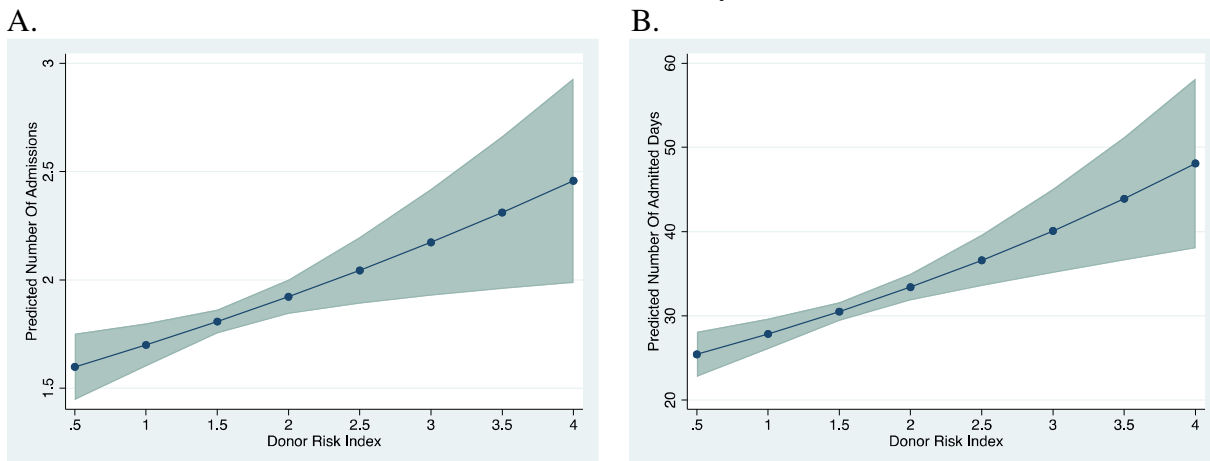 A.
Predicted Number Of Admissions
3
2.5
2
1.5
.5 1 1.5 2 2.5 3 3.5 4
Donor Risk Index
B.
Predicted Number Of Admitted Days
60
50
40
30
20
.5 1 1.5 2 2.5 3 3.5 4
Donor Risk Index